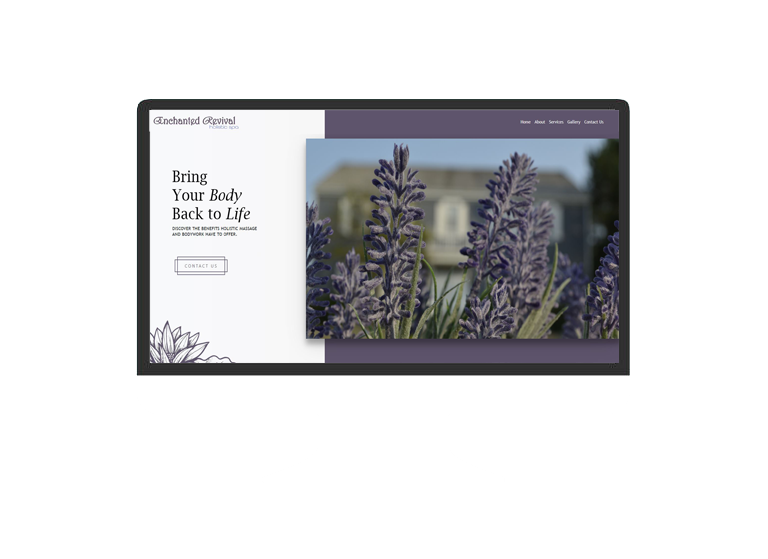 Enchanted Revival
holistic spa
Home About Services Gallery Contact Us
Bring
Your Body
Back to Life
DISCOVER THE BENEFITS HOLISTIC MASSAGE
AND BODYWORK HAVE TO OFFER.
CONTACT US